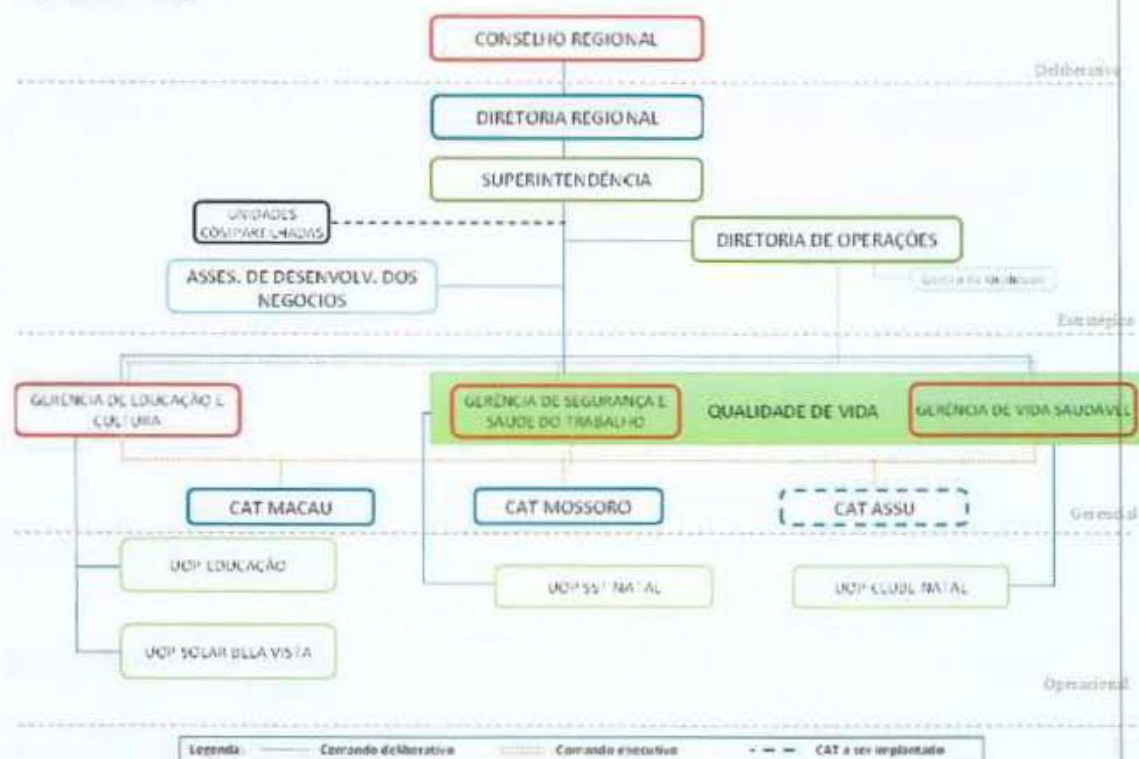 CONSELHO REGIONAL
Deliberativo
DIRETORIA REGIONAL
SUPERINTENDÊNCIA
UNIDADES
COMPARTILHADAS
DIRETORIA DE OPERAÇÕES
ASSES. DE DESENVOLV. DOS
NEGÓCIOS
Estratégico
GERÊNCIA DE EDUCAÇÃO E
CULTURA
GERÊNCIA DE SEGURANÇA E
SAÚDE DO TRABALHO
QUALIDADE DE VIDA
GERÊNCIA DE VIDA SAUDÁVEL
CAT MACAU
CAT MOSSORO
CAT ASSU
Gerencial
UOP EDUCAÇÃO
UOP SST NATAL
UOP CLUBE NATAL
UOP SOLAR BELA VISTA
Operacional
Legenda: Comando deliberativo Comando executivo CAT a ser implantado